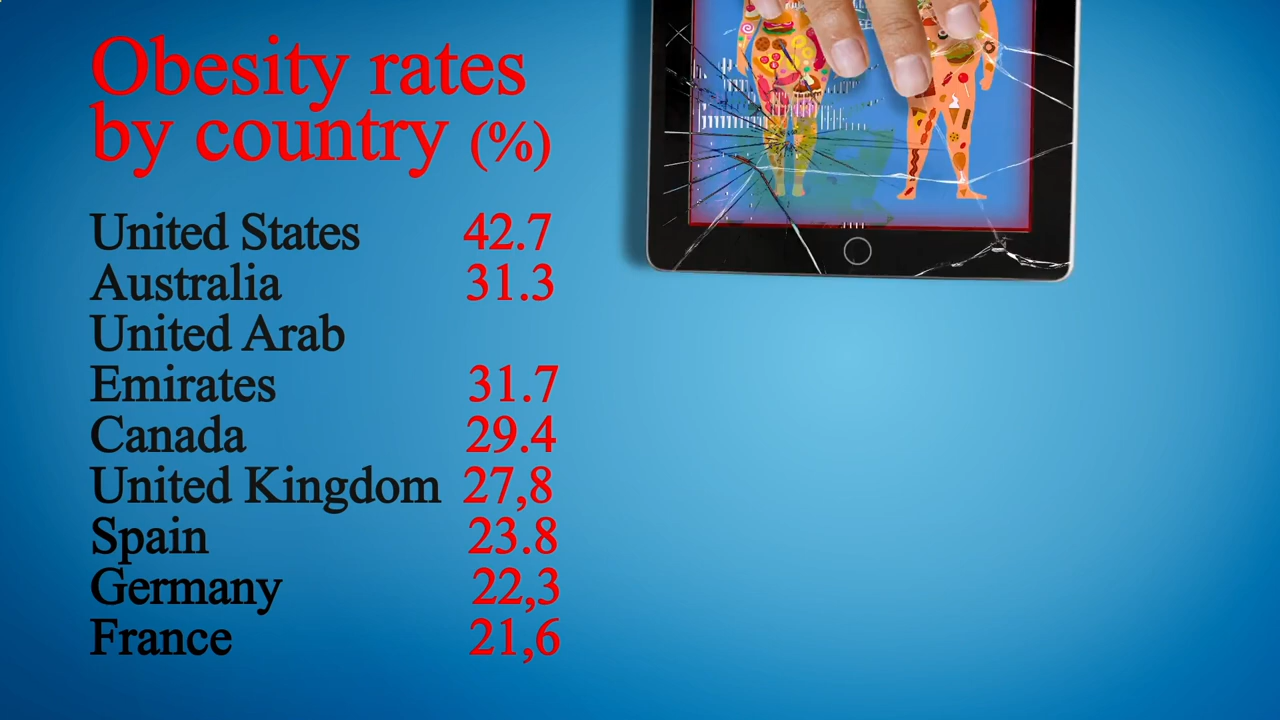 Obesity rates
by country (%)
United States 42.7
Australia 31.3
United Arab
Emirates 31.7
Canada 29.4
United Kingdom 27,8
Spain 23.8
Germany 22,3
France 21,6